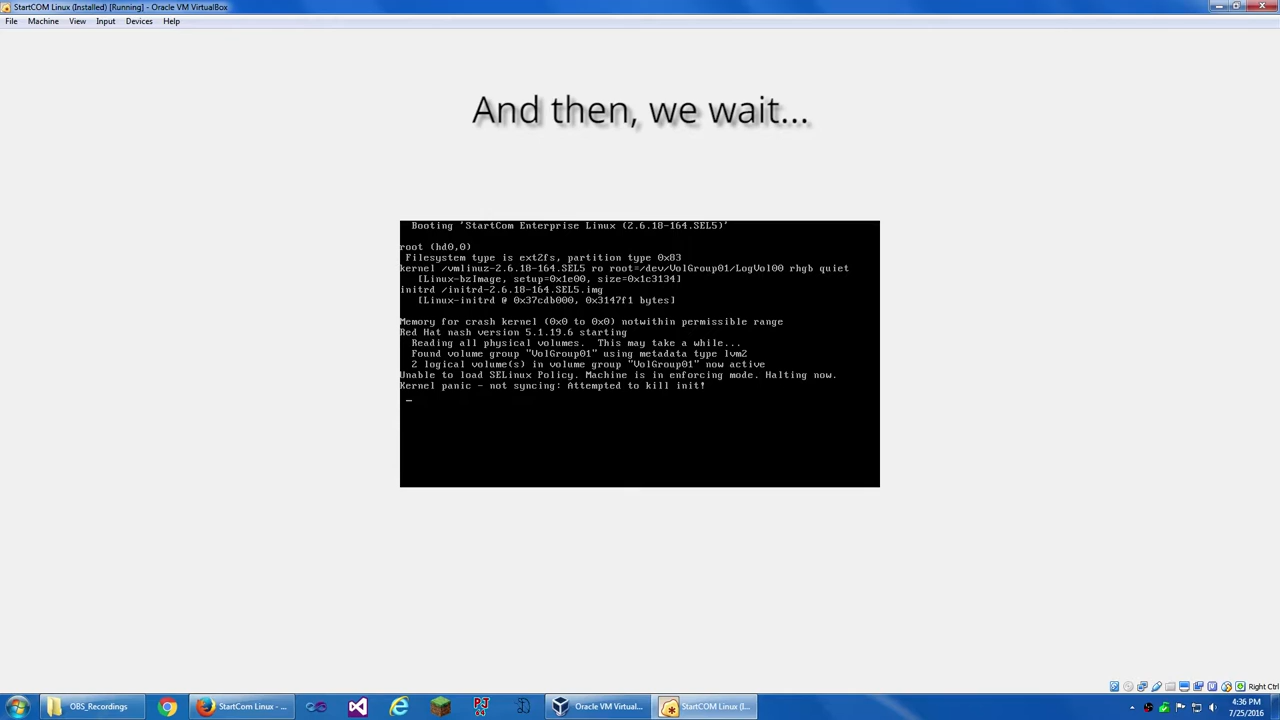 StartCOM Linux (Installed) [Running] - Oracle VM VirtualBox
File Machine View Input Devices Help
And then, we wait...
Booting 'StartCom Enterprise Linux (2.6.18-164.SEL5)'
root (hd0,0)
Filesystem type is ext2fs, partition type 0x83
kernel /vmlinuz-2.6.18-164.SEL5 ro root=/dev/VolGroup01/LogVol00 rhgb quiet
[Linux-bzImage, setup=0x1e00, size=0x1c3134]
initrd /initrd-2.6.18-164.SEL5.img
[Linux-initrd @ 0x37cdb000, 0x3147f1 bytes]
Memory for crash kernel (0x0 to 0x0) notwithin permissible range
Red Hat nash version 5.1.19.6 starting
Reading all physical volumes. This may take a while...
Found volume group "VolGroup01" using metadata type lvm2
2 logical volume(s) in volume group "VolGroup01" now active
Unable to load SELinux Policy. Machine is in enforcing mode. Halting now.
Kernel panic - not syncing: Attempted to kill init!
_
Right Ctrl
OBS_Recordings StartCom Linux - ... PJ 64 Oracle VM Virtual... StartCOM Linux (I... 4:36 PM
7/25/2016